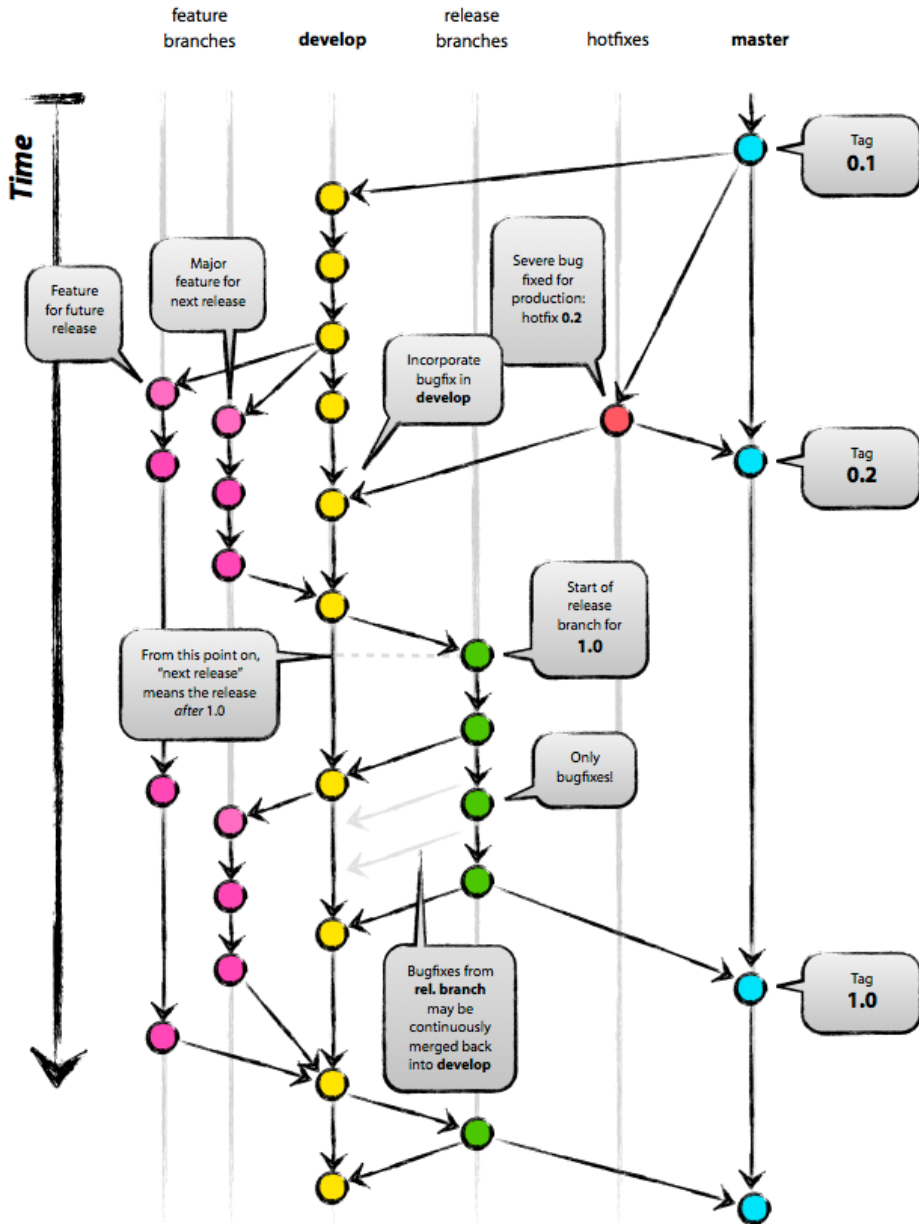 feature
branches
develop
release
branches
hotfixes
master
Time
Tag
0.1
Major
feature for
next release
Severe bug
fixed for
production:
hotfix 0.2
Feature
for future
release
Incorporate
bugfix in
develop
Tag
0.2
Start of
release
branch for
1.0
From this point on,
“next release”
means the release
after 1.0
Only
bugfixes!
Bugfixes from
rel. branch
may be
continuously
merged back
into develop
Tag
1.0